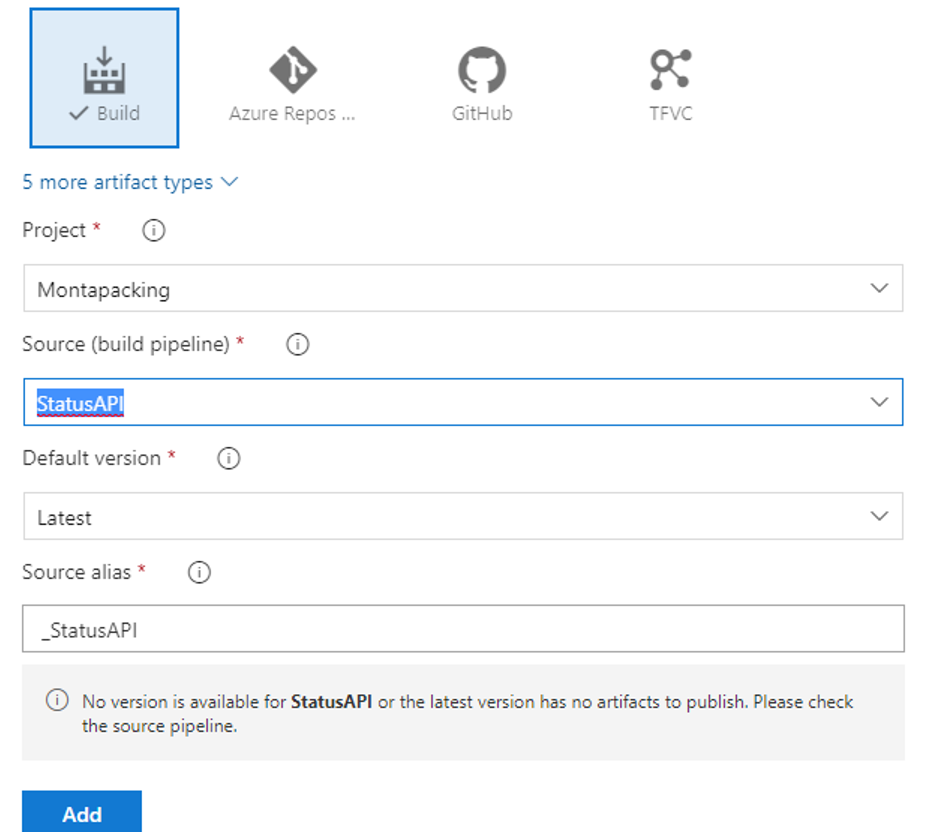 Build
Azure Repos ...
GitHub
TFVC
5 more artifact types
Project *
Montapacking
Source (build pipeline) *
StatusAPI
Default version *
Latest
Source alias *
_StatusAPI
No version is available for StatusAPI or the latest version has no artifacts to publish. Please check
the source pipeline.
Add